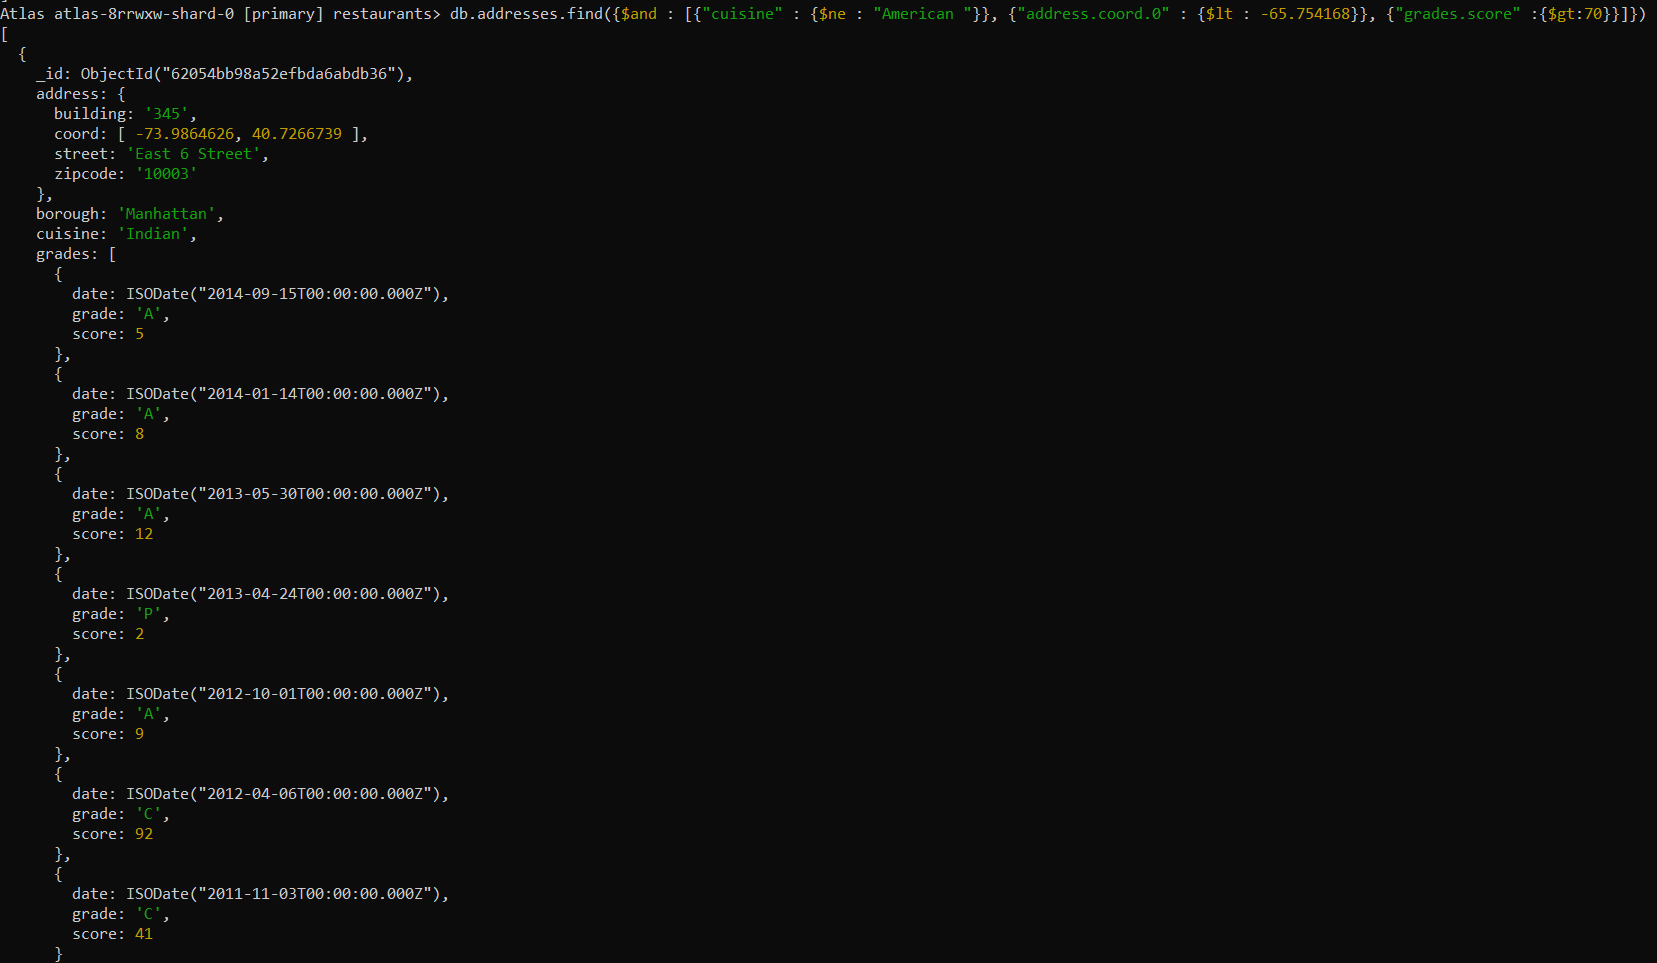 Atlas atlas-8rrwxw-shard-0 [primary] restaurants> db.addresses.find({$and : [{"cuisine" : {$ne : "American "}}, {"address.coord.0" : {$lt : -65.754168}}, {"grades.score" :{$gt:70}}]})
[
  {
    _id: ObjectId("62054bb98a52efbda6abdb36"),
    address: {
      building: '345',
      coord: [ -73.9864626, 40.7266739 ],
      street: 'East 6 Street',
      zipcode: '10003'
    },
    borough: 'Manhattan',
    cuisine: 'Indian',
    grades: [
      {
        date: ISODate("2014-09-15T00:00:00.000Z"),
        grade: 'A',
        score: 5
      },
      {
        date: ISODate("2014-01-14T00:00:00.000Z"),
        grade: 'A',
        score: 8
      },
      {
        date: ISODate("2013-05-30T00:00:00.000Z"),
        grade: 'A',
        score: 12
      },
      {
        date: ISODate("2013-04-24T00:00:00.000Z"),
        grade: 'P',
        score: 2
      },
      {
        date: ISODate("2012-10-01T00:00:00.000Z"),
        grade: 'A',
        score: 9
      },
      {
        date: ISODate("2012-04-06T00:00:00.000Z"),
        grade: 'C',
        score: 92
      },
      {
        date: ISODate("2011-11-03T00:00:00.000Z"),
        grade: 'C',
        score: 41
      }